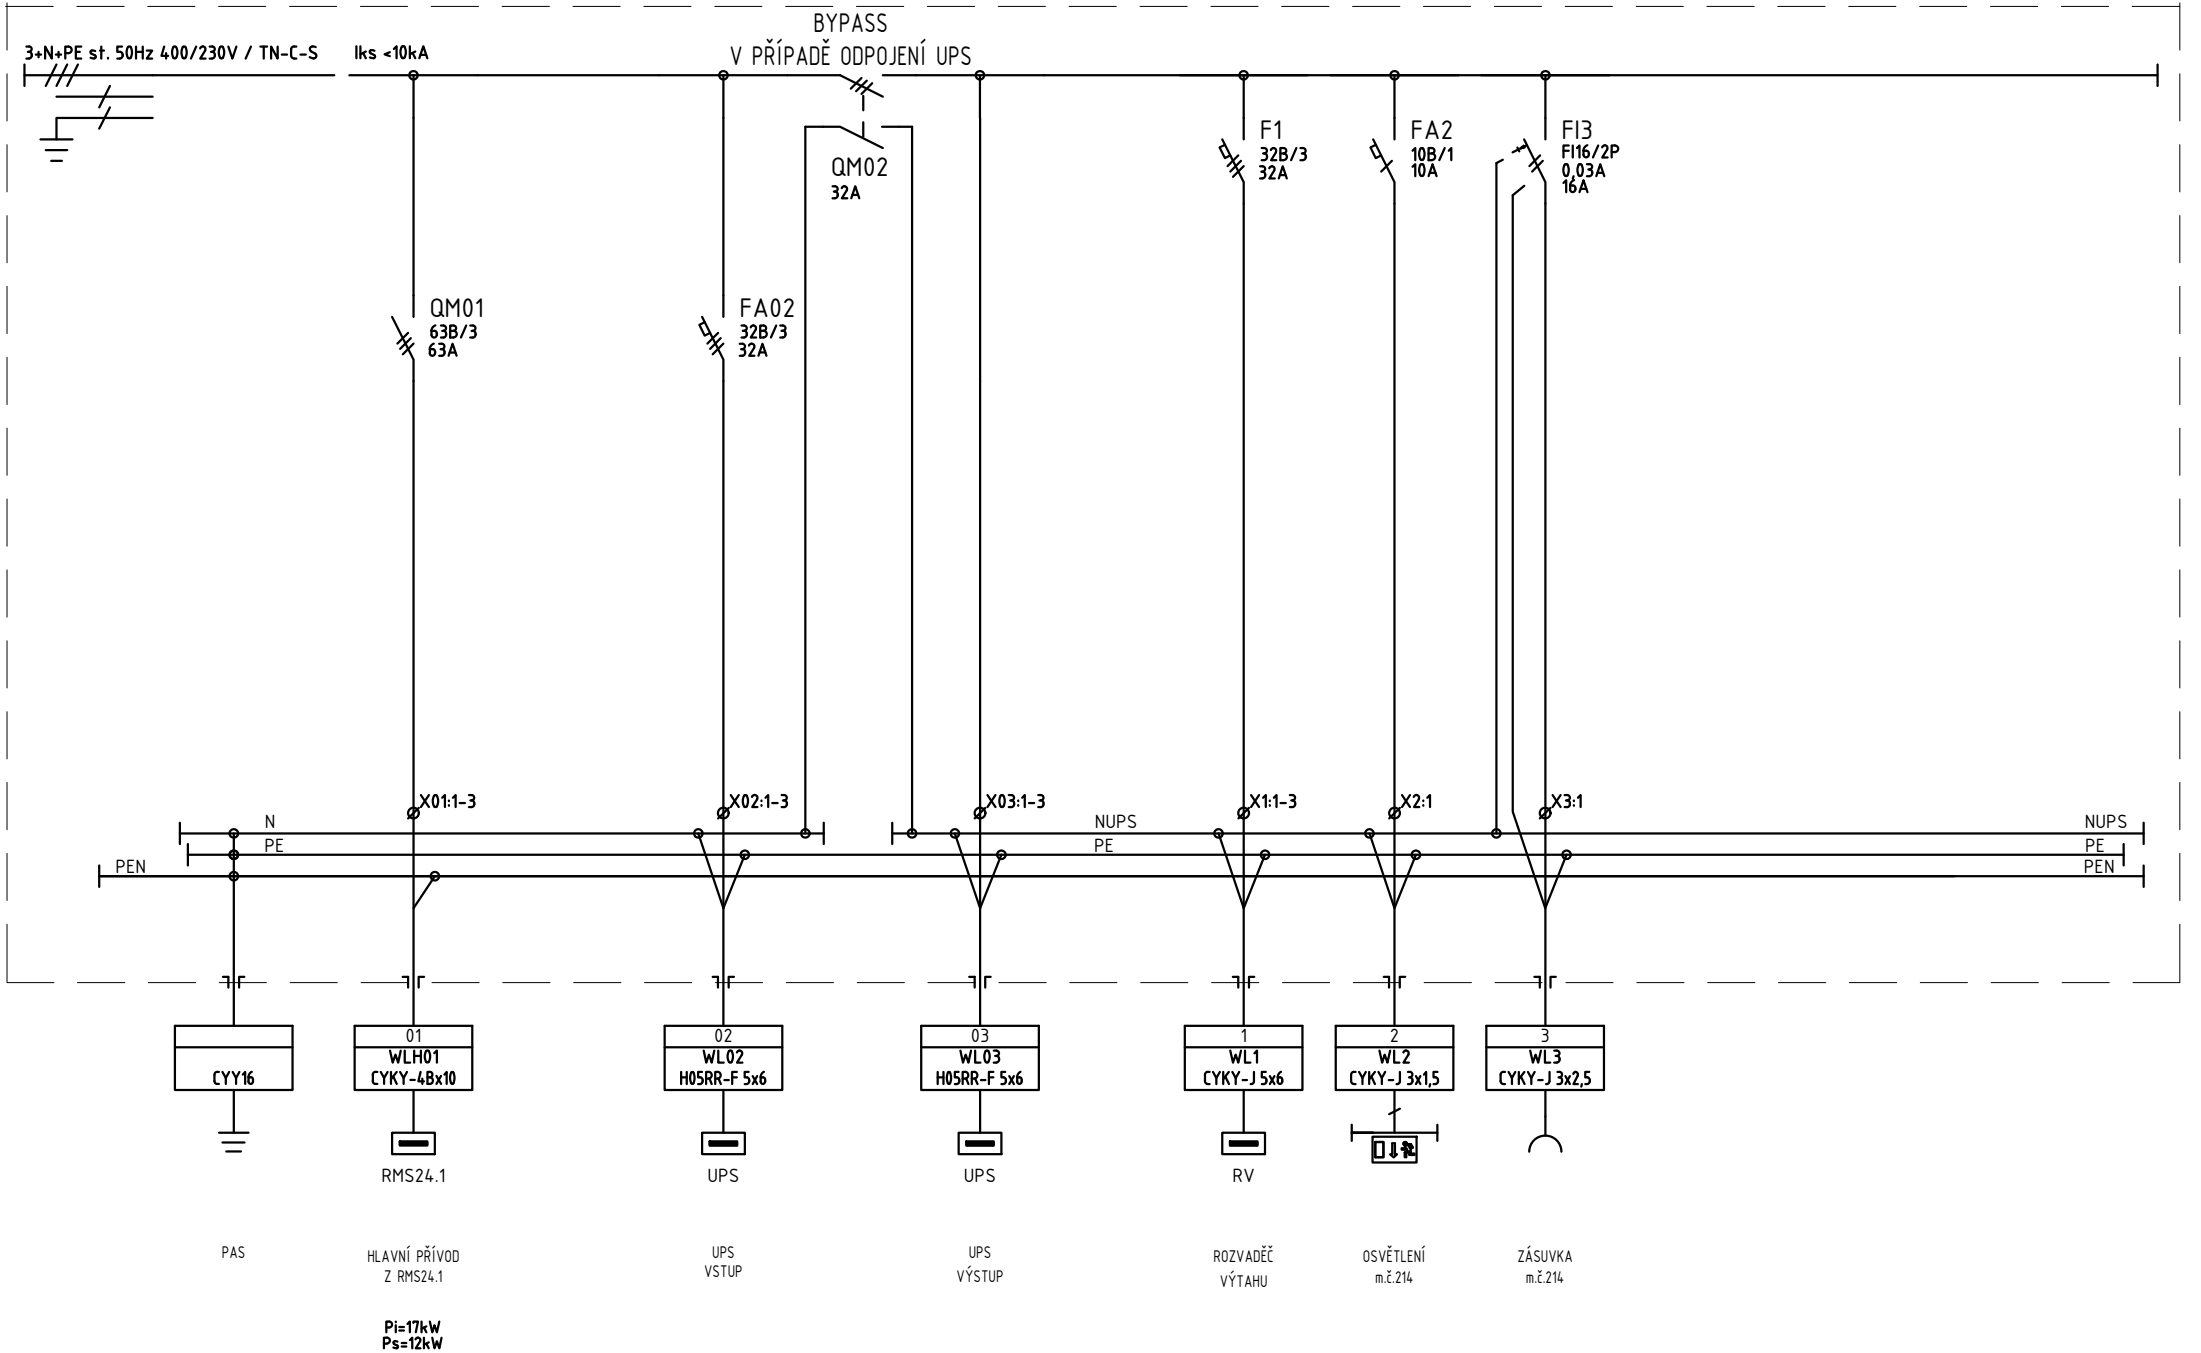 BYPASS
V PŘÍPADĚ ODPOJENÍ UPS
3+N+PE st. 50Hz 400/230V / TN-C-S
Iks <10kA
QM02
32A
F1
32B/3
32A
FA2
10B/1
10A
FI3
FI16/2P
0,03A
16A
QM01
63B/3
63A
FA02
32B/3
32A
X01:1-3
X02:1-3
X03:1-3
X1:1-3
X2:1
X3:1
N
NUPS
NUPS
PE
PE
PE
PEN
PEN
CYY16
01
WLH01
CYKY-4Bx10
02
WL02
H05RR-F 5x6
03
WL03
H05RR-F 5x6
1
WL1
CYKY-J 5x6
2
WL2
CYKY-J 3x1,5
3
WL3
CYKY-J 3x2,5
RMS24.1
UPS
UPS
RV
PAS
HLAVNÍ PŘÍVOD
Z RMS24.1
UPS
VSTUP
UPS
VÝSTUP
ROZVADĚČ
VÝTAHU
OSVĚTLENÍ
m.č.214
ZÁSUVKA
m.č.214
Pi=17kW
Ps=12kW